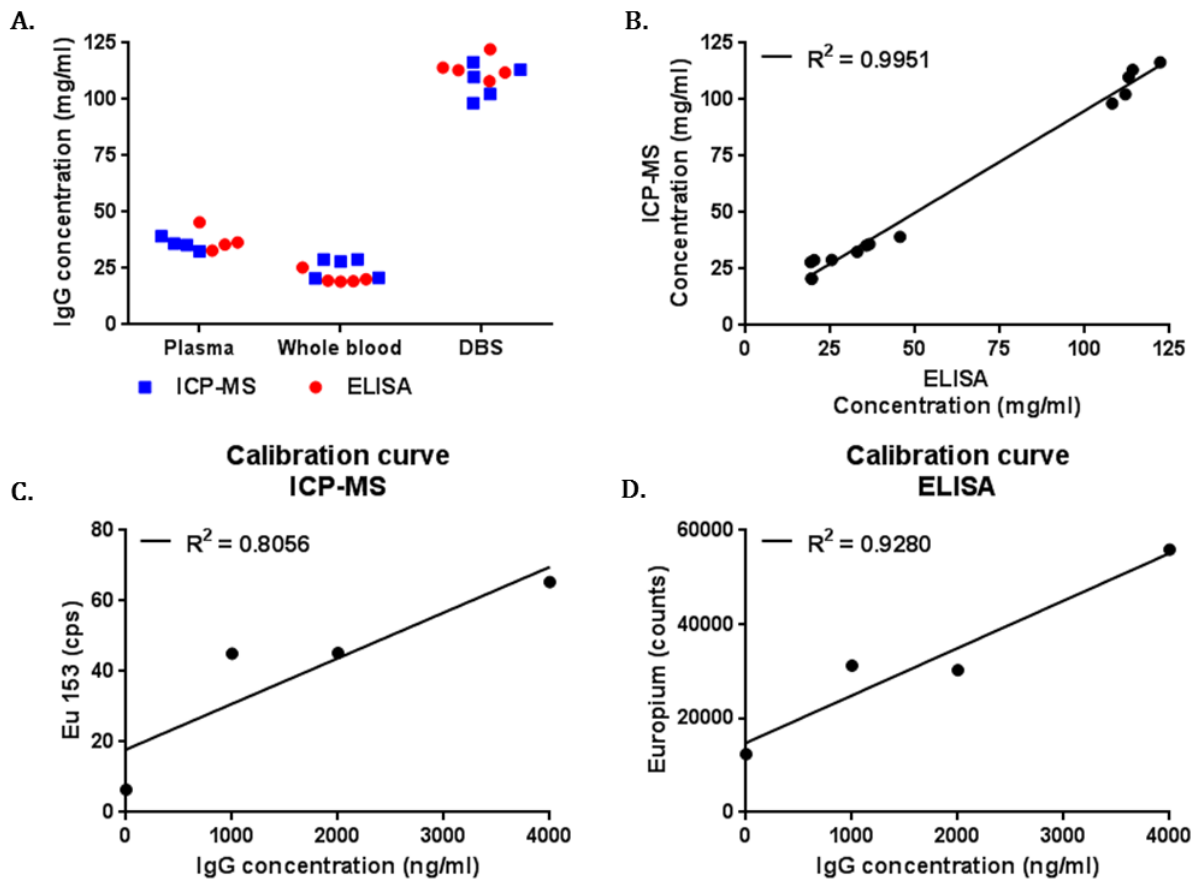 A.
IgG concentration (mg/ml)
125
100
75
50
25
0
Plasma
Whole blood
DBS
ICP-MS
ELISA
B.
R² = 0.9951
ICP-MS
Concentration (mg/ml)
125
100
75
50
25
0
0
25
50
75
100
125
ELISA
Concentration (mg/ml)
C.
Calibration curve
ICP-MS
R² = 0.8056
Eu 153 (cps)
80
60
40
20
0
0
1000
2000
3000
4000
IgG concentration (ng/ml)
D.
Calibration curve
ELISA
R² = 0.9280
Europium (counts)
60000
40000
20000
0
0
1000
2000
3000
4000
IgG concentration (ng/ml)